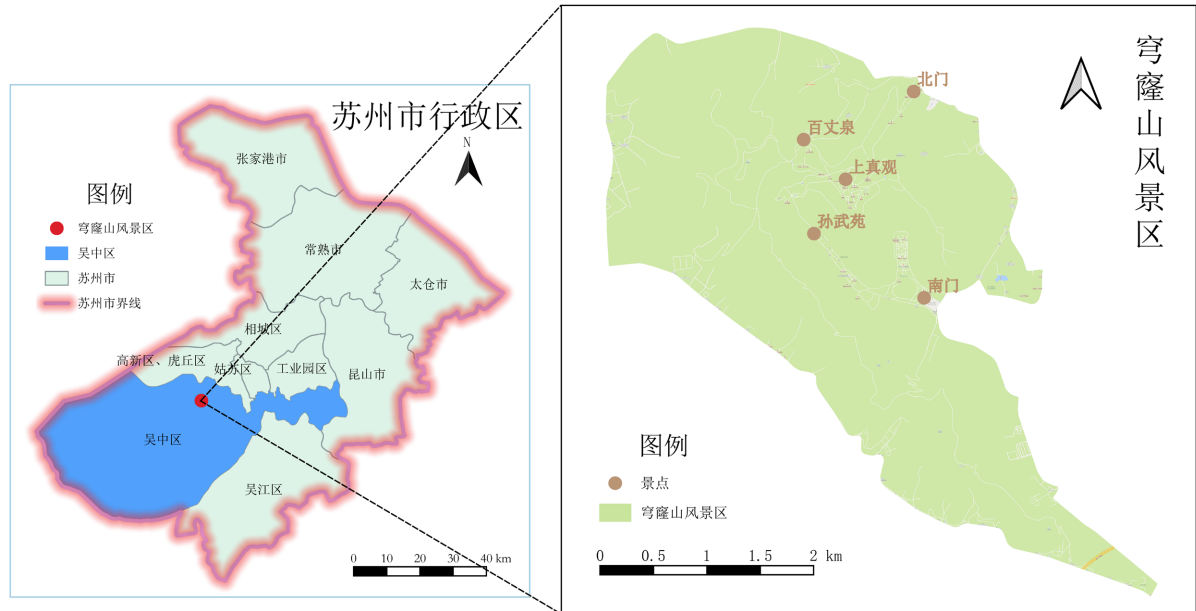 苏州市行政区
N
图例
穹窿山风景区
吴中区
苏州市
苏州市界线
张家港市
常熟市
太仓市
相城区
高新区、虎丘区
姑苏区
工业园区
昆山市
吴中区
吴江区
0 10 20 30 40 km
穹窿山风景区
北门
百丈泉
上真观
孙武苑
南门
图例
景点
穹窿山风景区
0 0.5 1 1.5 2 km